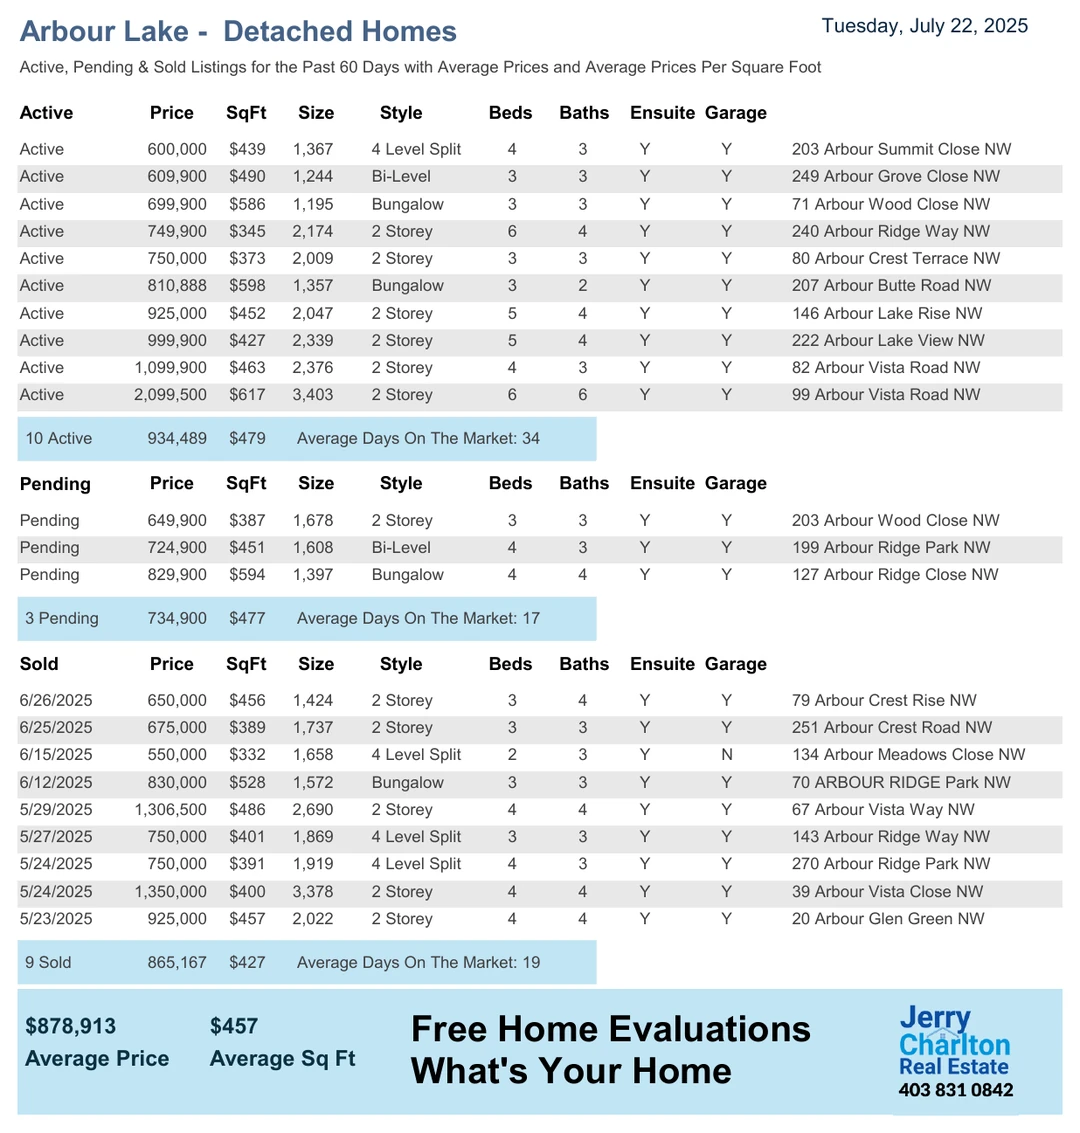 Arbour Lake - Detached Homes
Tuesday, July 22, 2025
Active, Pending & Sold Listings for the Past 60 Days with Average Prices and Average Prices Per Square Foot
Active Price SqFt Size Style Beds Baths Ensuite Garage
Active 600,000 $439 1,367 4 Level Split 4 3 Y Y 203 Arbour Summit Close NW
Active 609,900 $490 1,244 Bi-Level 3 3 Y Y 249 Arbour Grove Close NW
Active 699,900 $586 1,195 Bungalow 3 3 Y Y 71 Arbour Wood Close NW
Active 749,900 $345 2,174 2 Storey 6 4 Y Y 240 Arbour Ridge Way NW
Active 750,000 $373 2,009 2 Storey 3 3 Y Y 80 Arbour Crest Terrace NW
Active 810,888 $598 1,357 Bungalow 3 2 Y Y 207 Arbour Butte Road NW
Active 925,000 $452 2,047 2 Storey 5 4 Y Y 146 Arbour Lake Rise NW
Active 999,900 $427 2,339 2 Storey 5 4 Y Y 222 Arbour Lake View NW
Active 1,099,900 $463 2,376 2 Storey 4 3 Y Y 82 Arbour Vista Road NW
Active 2,099,500 $617 3,403 2 Storey 6 6 Y Y 99 Arbour Vista Road NW
10 Active 934,489 $479 Average Days On The Market: 34
Pending Price SqFt Size Style Beds Baths Ensuite Garage
Pending 649,900 $387 1,678 2 Storey 3 3 Y Y 203 Arbour Wood Close NW
Pending 724,900 $451 1,608 Bi-Level 4 3 Y Y 199 Arbour Ridge Park NW
Pending 829,900 $594 1,397 Bungalow 4 4 Y Y 127 Arbour Ridge Close NW
3 Pending 734,900 $477 Average Days On The Market: 17
Sold Price SqFt Size Style Beds Baths Ensuite Garage
6/26/2025 650,000 $456 1,424 2 Storey 3 4 Y Y 79 Arbour Crest Rise NW
6/25/2025 675,000 $389 1,737 2 Storey 3 3 Y Y 251 Arbour Crest Road NW
6/15/2025 550,000 $332 1,658 4 Level Split 2 3 Y N 134 Arbour Meadows Close NW
6/12/2025 830,000 $528 1,572 Bungalow 3 3 Y Y 70 ARBOUR RIDGE Park NW
5/29/2025 1,306,500 $486 2,690 2 Storey 4 4 Y Y 67 Arbour Vista Way NW
5/27/2025 750,000 $401 1,869 4 Level Split 3 3 Y Y 143 Arbour Ridge Way NW
5/24/2025 750,000 $391 1,919 4 Level Split 4 3 Y Y 270 Arbour Ridge Park NW
5/24/2025 1,350,000 $400 3,378 2 Storey 4 4 Y Y 39 Arbour Vista Close NW
5/23/2025 925,000 $457 2,022 2 Storey 4 4 Y Y 20 Arbour Glen Green NW
9 Sold 865,167 $427 Average Days On The Market: 19
$878,913 $457
Average Price Average Sq Ft
Free Home Evaluations
What's Your Home
Jerry
Charlton
Real Estate
403 831 0842